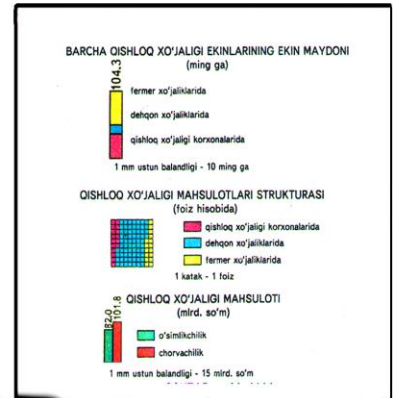 BARCHA QISHLOQ XO'JALIGI EKINLARINING EKIN MAYDONI
(ming ga)
104.3
fermer xo'jaliklarida
dehqon xo'jaliklarida
qishloq xo'jaligi korxonalarida
1 mm ustun balandligi - 10 ming ga
QISHLOQ XO'JALIGI MAHSULOTLARI STRUKTURASI
(foiz hisobida)
qishloq xo'jaligi korxonalarida
dehqon xo'jaliklarida
fermer xo'jaliklarida
1 katak - 1 foiz
QISHLOQ XO'JALIGI MAHSULOTI
(mlrd. so'm)
82.0
101.8
o'simlikchilik
chorvachilik
1 mm ustun balandligi - 15 mlrd. so'm